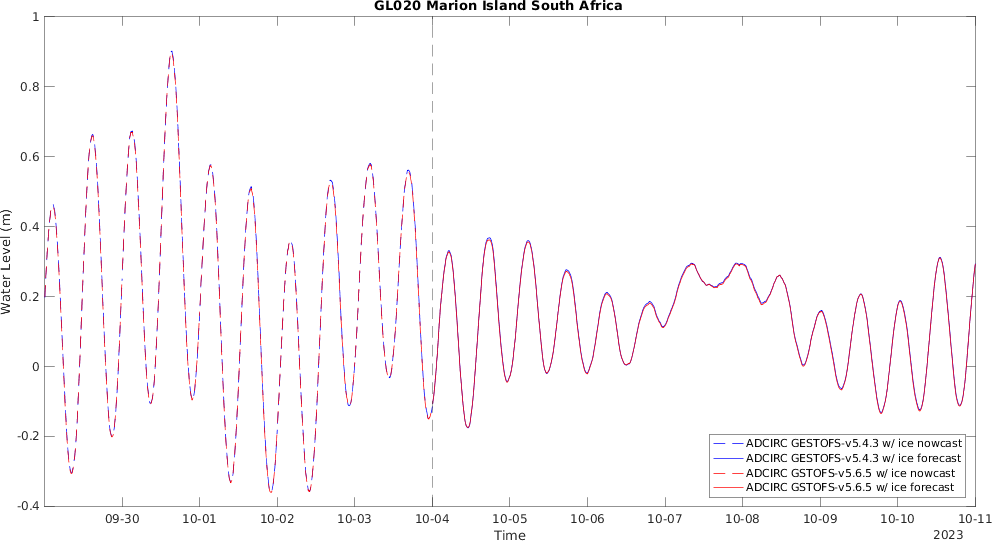 GL020 Marion Island South Africa
1
0.8
0.6
0.4
0.2
0
-0.2
-0.4
Water Level (m)
ADCIRC GESTOFS-v5.4.3 w/ ice nowcast
ADCIRC GESTOFS-v5.4.3 w/ ice forecast
ADCIRC GSTOFS-v5.6.5 w/ ice nowcast
ADCIRC GSTOFS-v5.6.5 w/ ice forecast
09-30 10-01 10-02 10-03 10-04 10-05 10-06 10-07 10-08 10-09 10-10 10-11
Time
2023